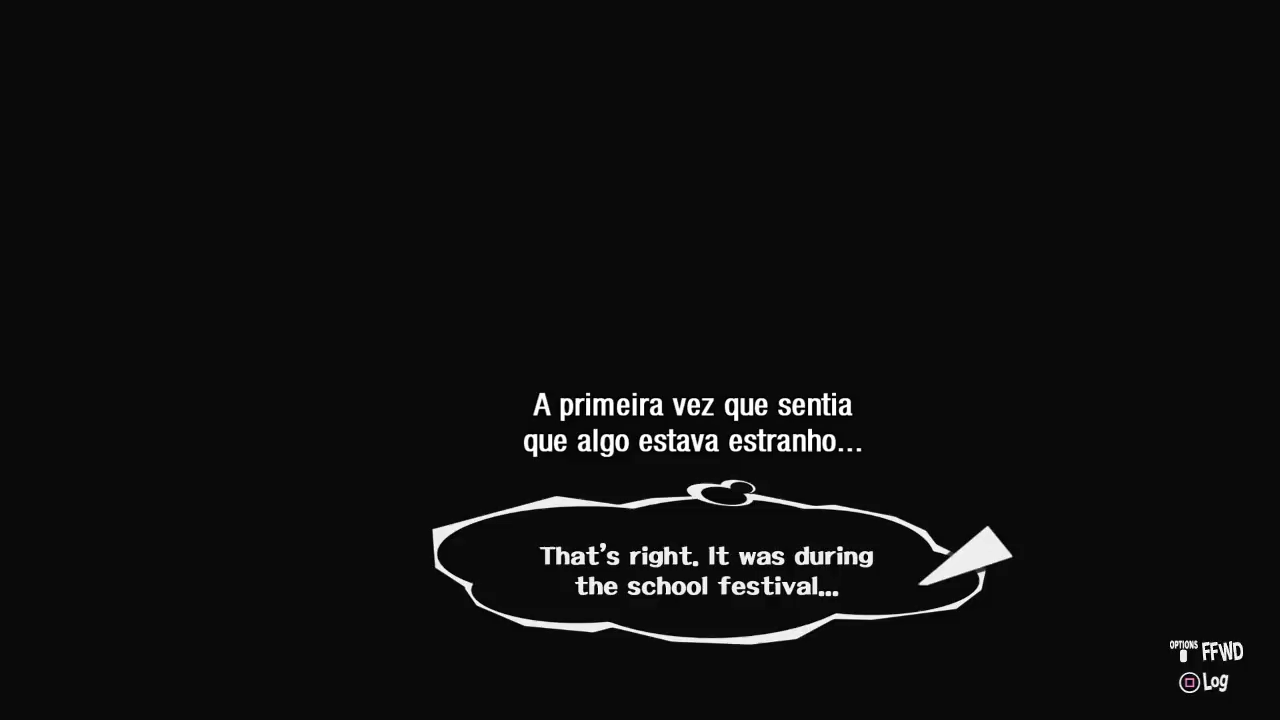 A primeira vez que sentia
que algo estava estranho...
That's right. It was during
the school festival...
OPTIONS FFWD
Log